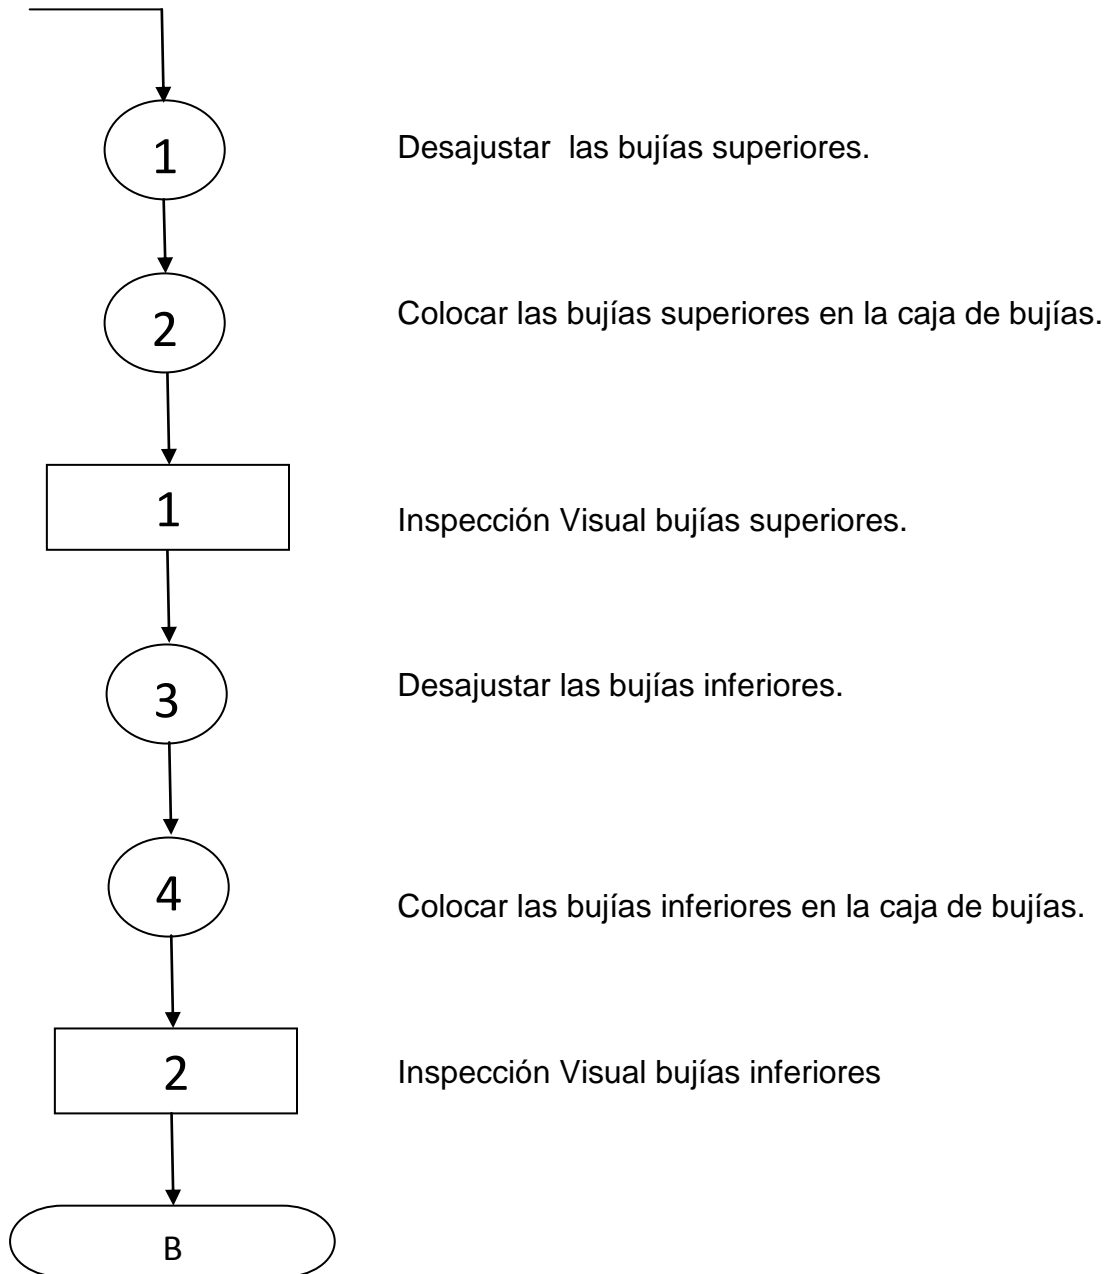 1
Desajustar  las bujías superiores.
2
Colocar las bujías superiores en la caja de bujías.
1
Inspección Visual bujías superiores.
3
Desajustar las bujías inferiores.
4
Colocar las bujías inferiores en la caja de bujías.
2
Inspección Visual bujías inferiores
B